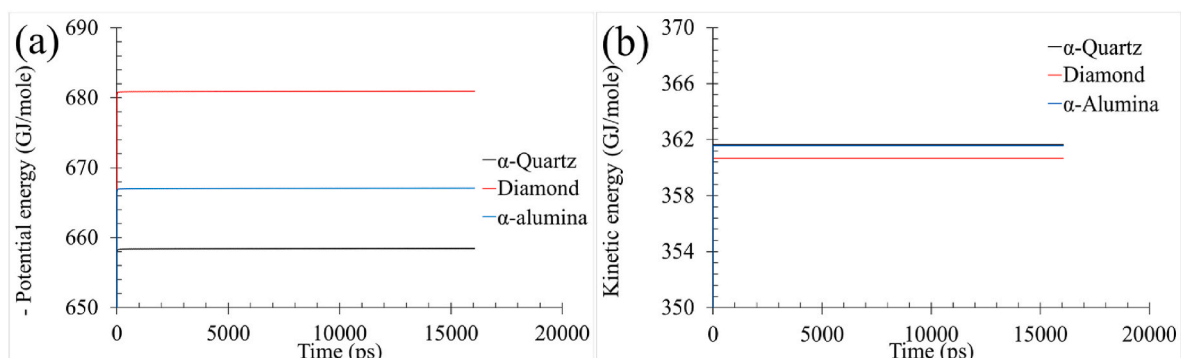 (a)
- Potential energy (GJ/mole)
690
680
670
660
650
0
5000
10000
15000
20000
Time (ps)
α-Quartz
Diamond
α-alumina
(b)
Kinetic energy (GJ/mole)
370
366
362
358
354
350
0
5000
10000
15000
20000
Time (ps)
α-Quartz
Diamond
α-Alumina